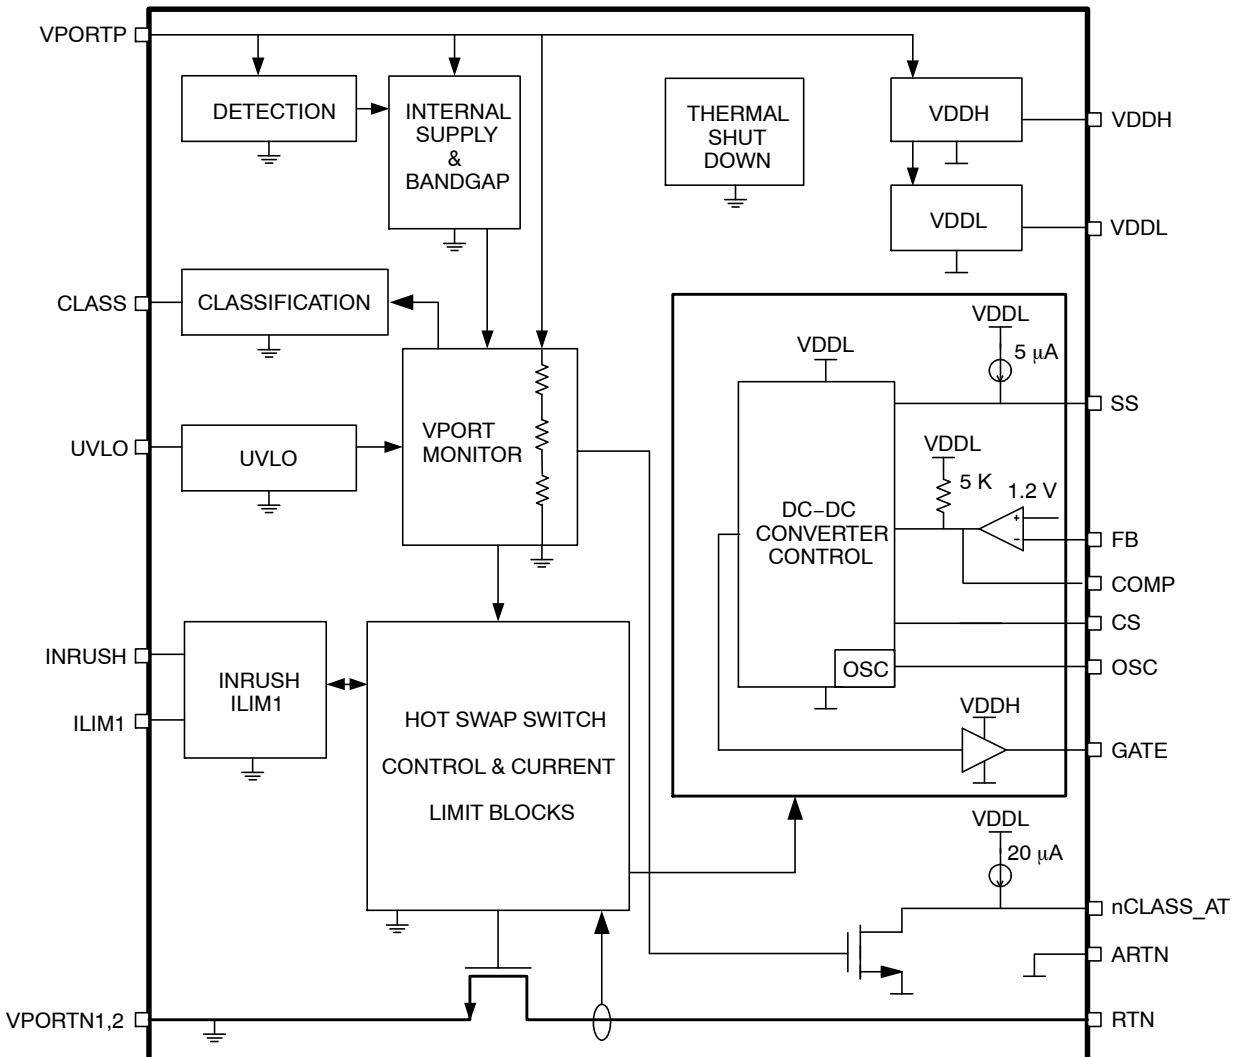 VPORTP
DETECTION
INTERNAL
SUPPLY
&
BANDGAP
THERMAL
SHUT
DOWN
VDDH
VDDH
VDDL
VDDL
CLASS
CLASSIFICATION
UVLO
UVLO
VPORT
MONITOR
VDDL
VDDL
5 µA
SS
VDDL
5 K
1.2 V
+
−
DC−DC
CONVERTER
CONTROL
FB
COMP
CS
OSC
OSC
VDDH
GATE
INRUSH
ILIM1
INRUSH
ILIM1
HOT SWAP SWITCH
CONTROL & CURRENT
LIMIT BLOCKS
VDDL
20 µA
nCLASS_AT
ARTN
VPORTN1,2
RTN